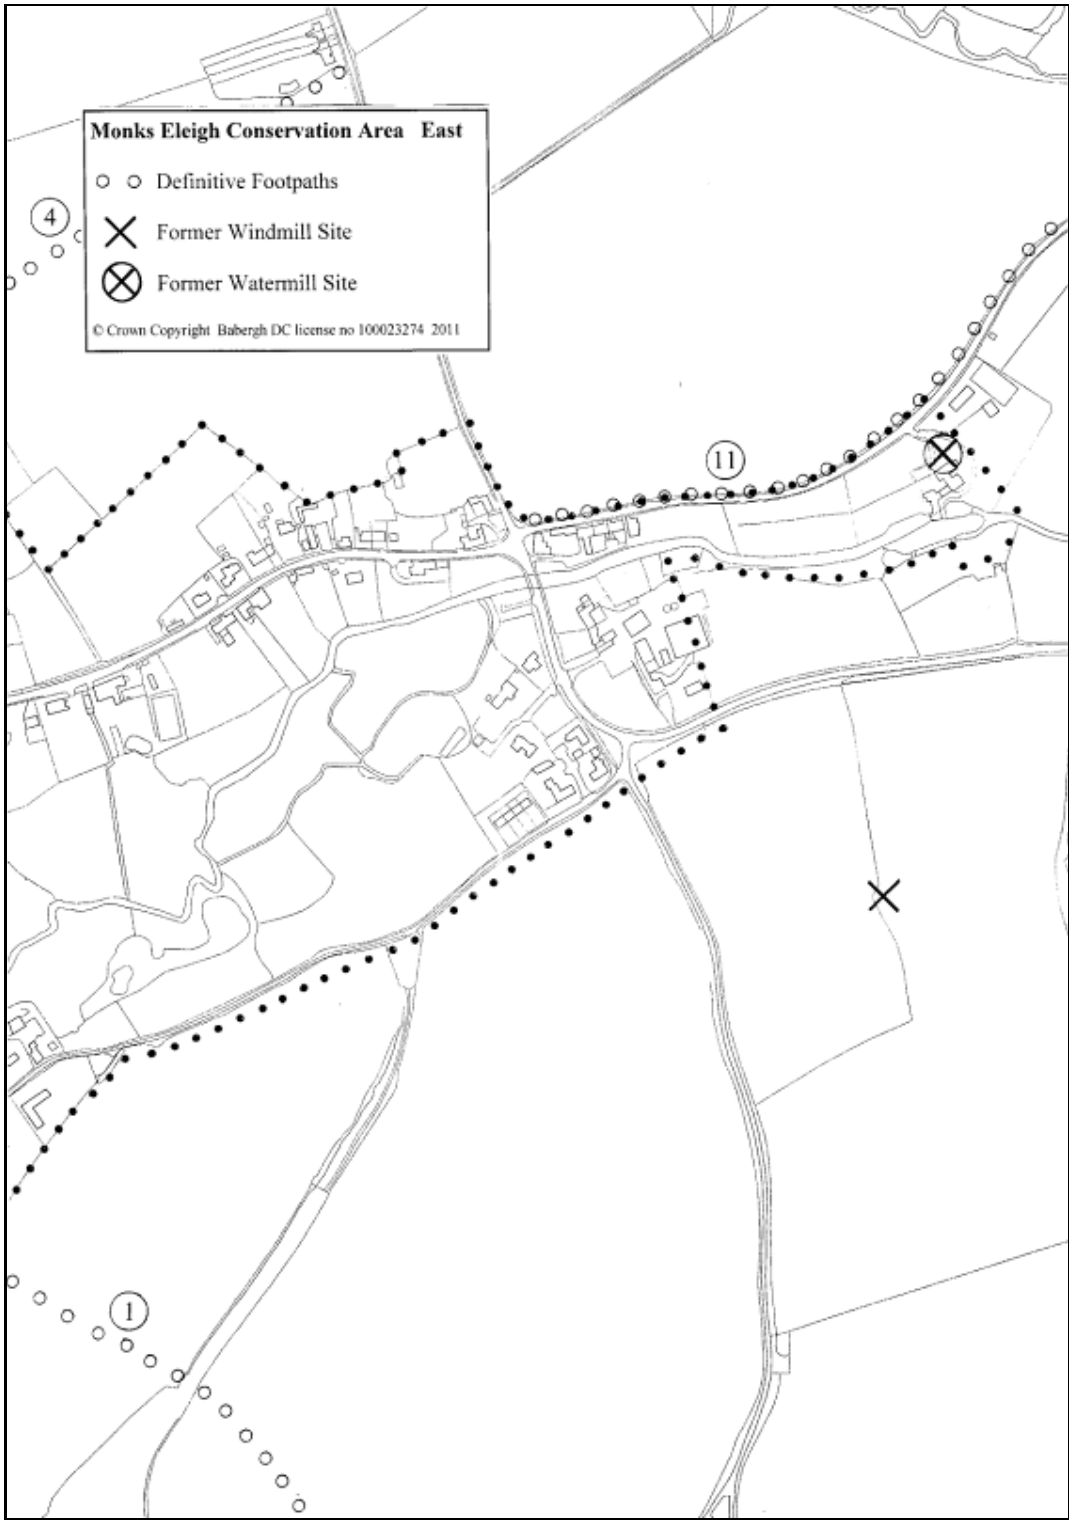 Monks Eleigh Conservation Area East
Definitive Footpaths
4
Former Windmill Site
Former Watermill Site
© Crown Copyright Babergh DC license no 100023274 2011
11
1